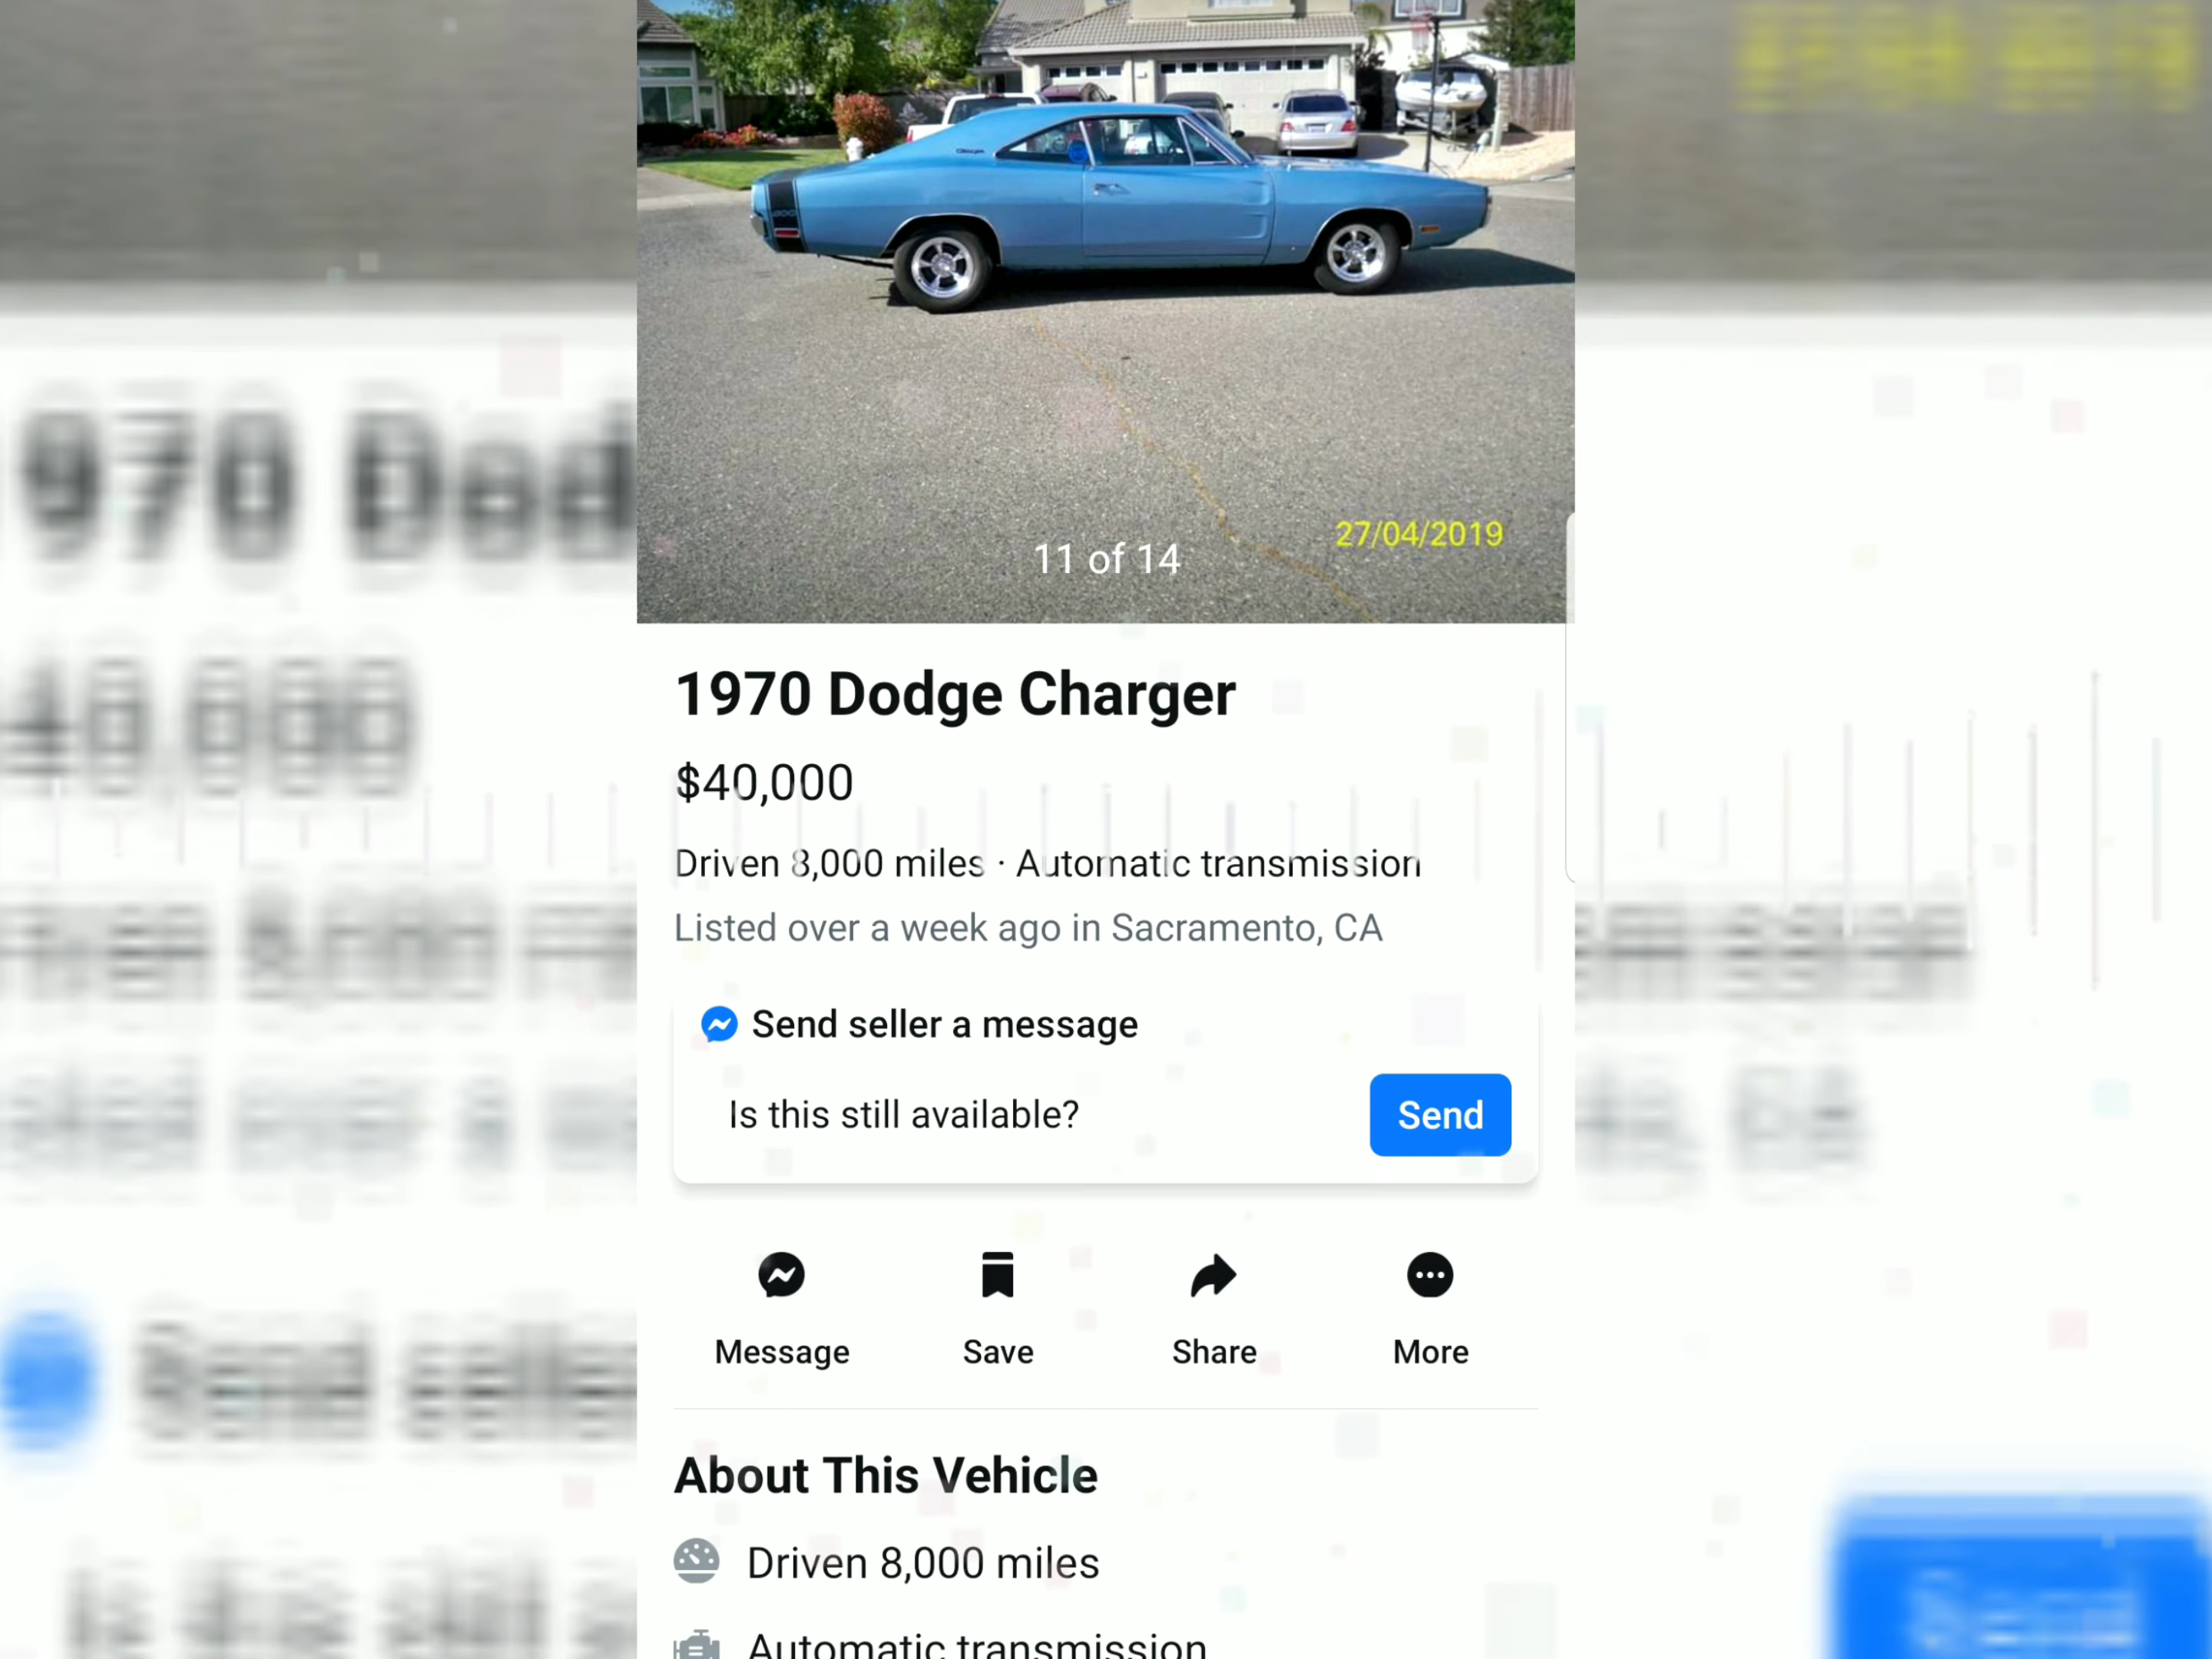 27/04/2019
11 of 14
1970 Dodge Charger
$40,000
Driven 8,000 miles · Automatic transmission
Listed over a week ago in Sacramento, CA
Send seller a message
Is this still available?
Send
Message
Save
Share
More
About This Vehicle
Driven 8,000 miles
Automatic transmission